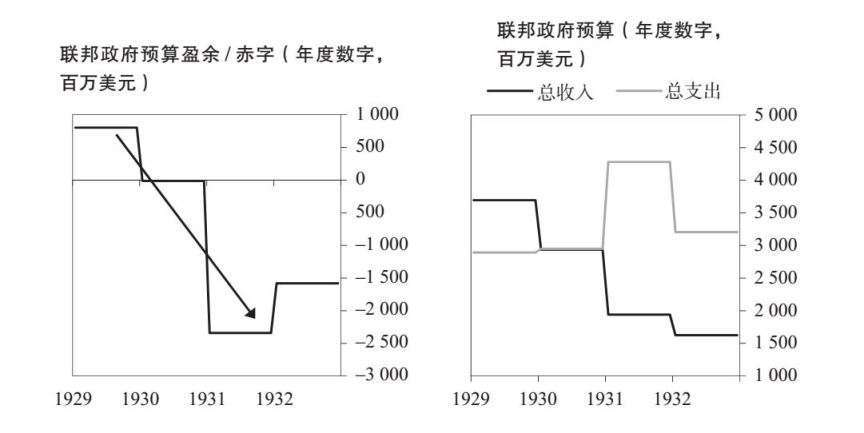 联邦政府预算盈余 / 赤字（年度数字，
百万美元）
1 000
500
0
500
–1 000
–1 500
–2 000
–2 500
–3 000
1929 1930 1931 1932
联邦政府预算（年度数字，
百万美元）
总收入 总支出
5 000
4 500
4 000
3 500
3 000
2 500
2 000
1 500
1 000
1929 1930 1931 1932